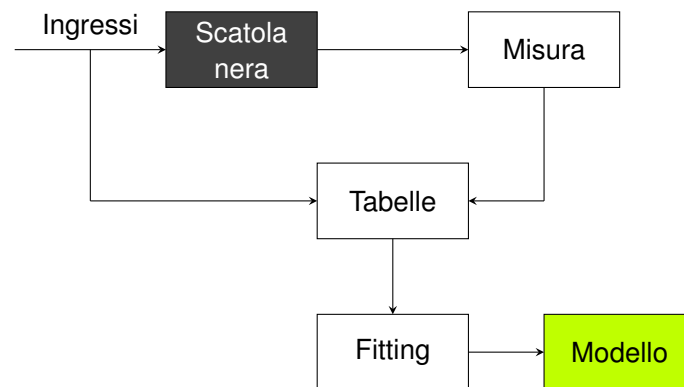 Ingressi
Scatola
nera
Misura
Tabelle
Fitting
Modello